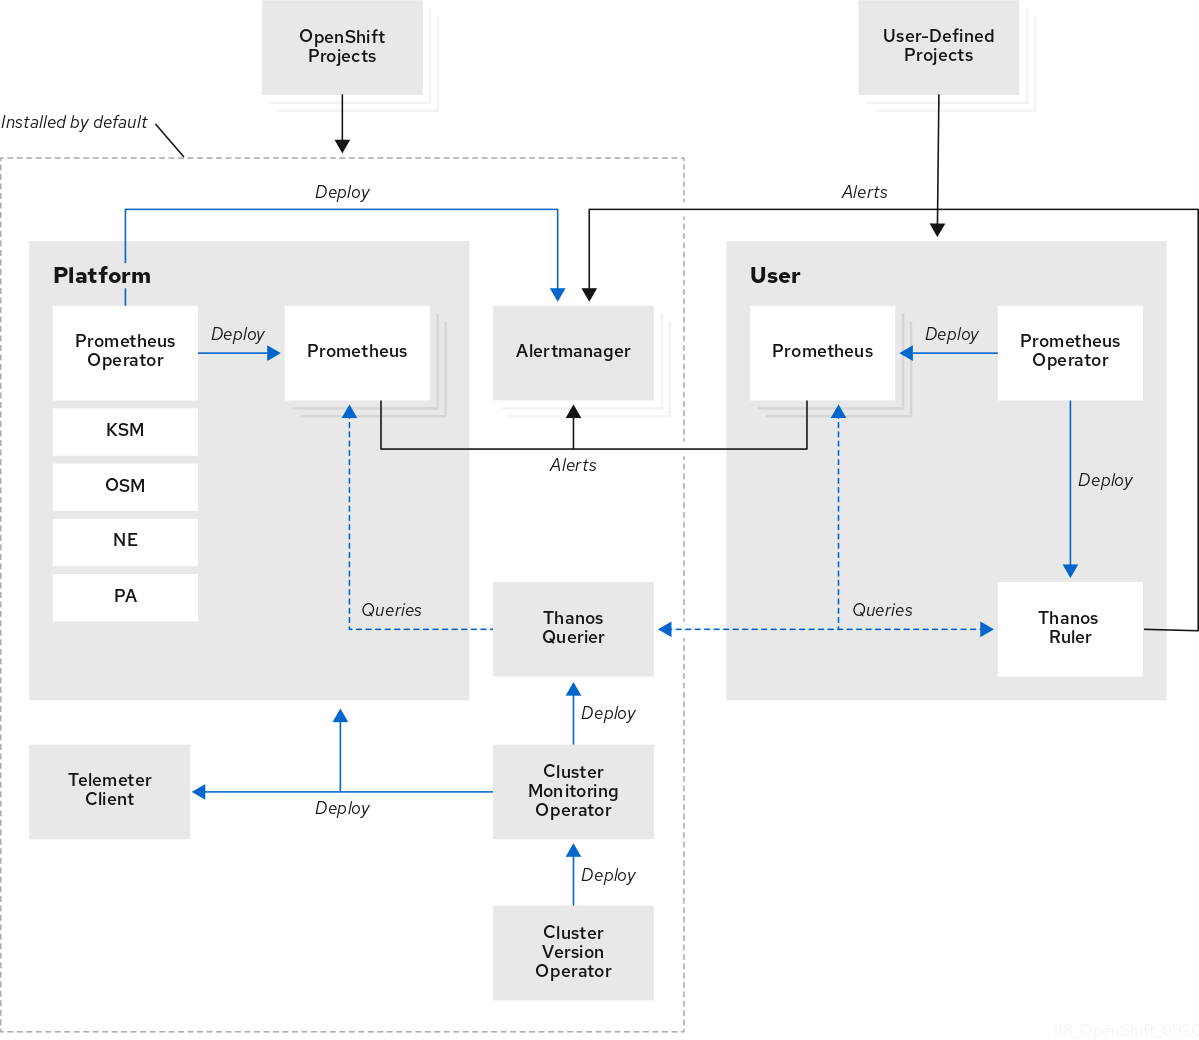 OpenShift
Projects
User-Defined
Projects
Installed by default
Deploy
Alerts
Platform
User
Prometheus
Operator
Deploy
Prometheus
Alertmanager
Prometheus
Deploy
Prometheus
Operator
KSM
OSM
NE
PA
Alerts
Deploy
Queries
Thanos
Querier
Queries
Thanos
Ruler
Deploy
Telemeter
Client
Deploy
Cluster
Monitoring
Operator
Deploy
Cluster
Version
Operator
118_OpenShift_0920